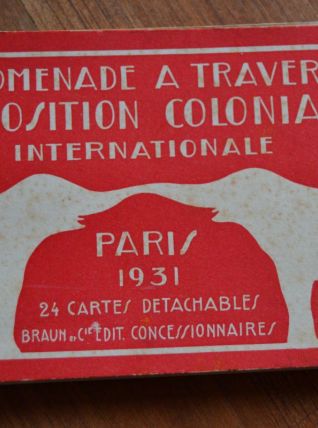 OMENADE A TRAVER
OSITION COLONIA
INTERNATIONALE
PARIS
1931
24 CARTES DETACHABLES
BRAUN et Cie EDIT. CONCESSIONNAIRES